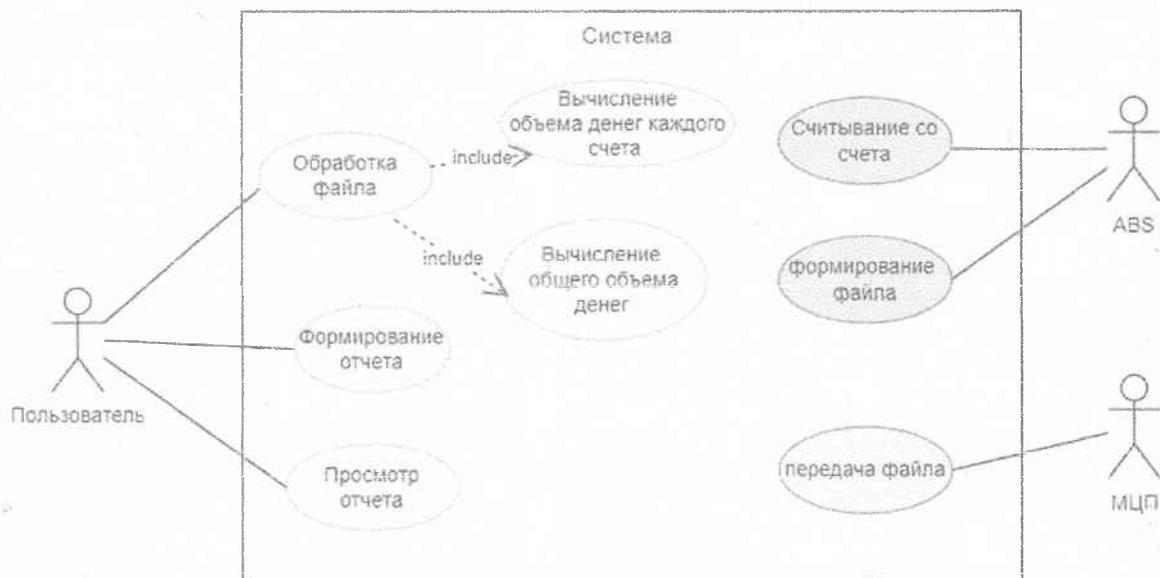 Система
Вычисление
объема денег каждого
счета
Считывание со
счета
Обработка
файла
include
ABS
include
Вычисление
общего объема
денег
формирование
файла
Формирование
отчета
Пользователь
Просмотр
отчета
передача файла
МЦП